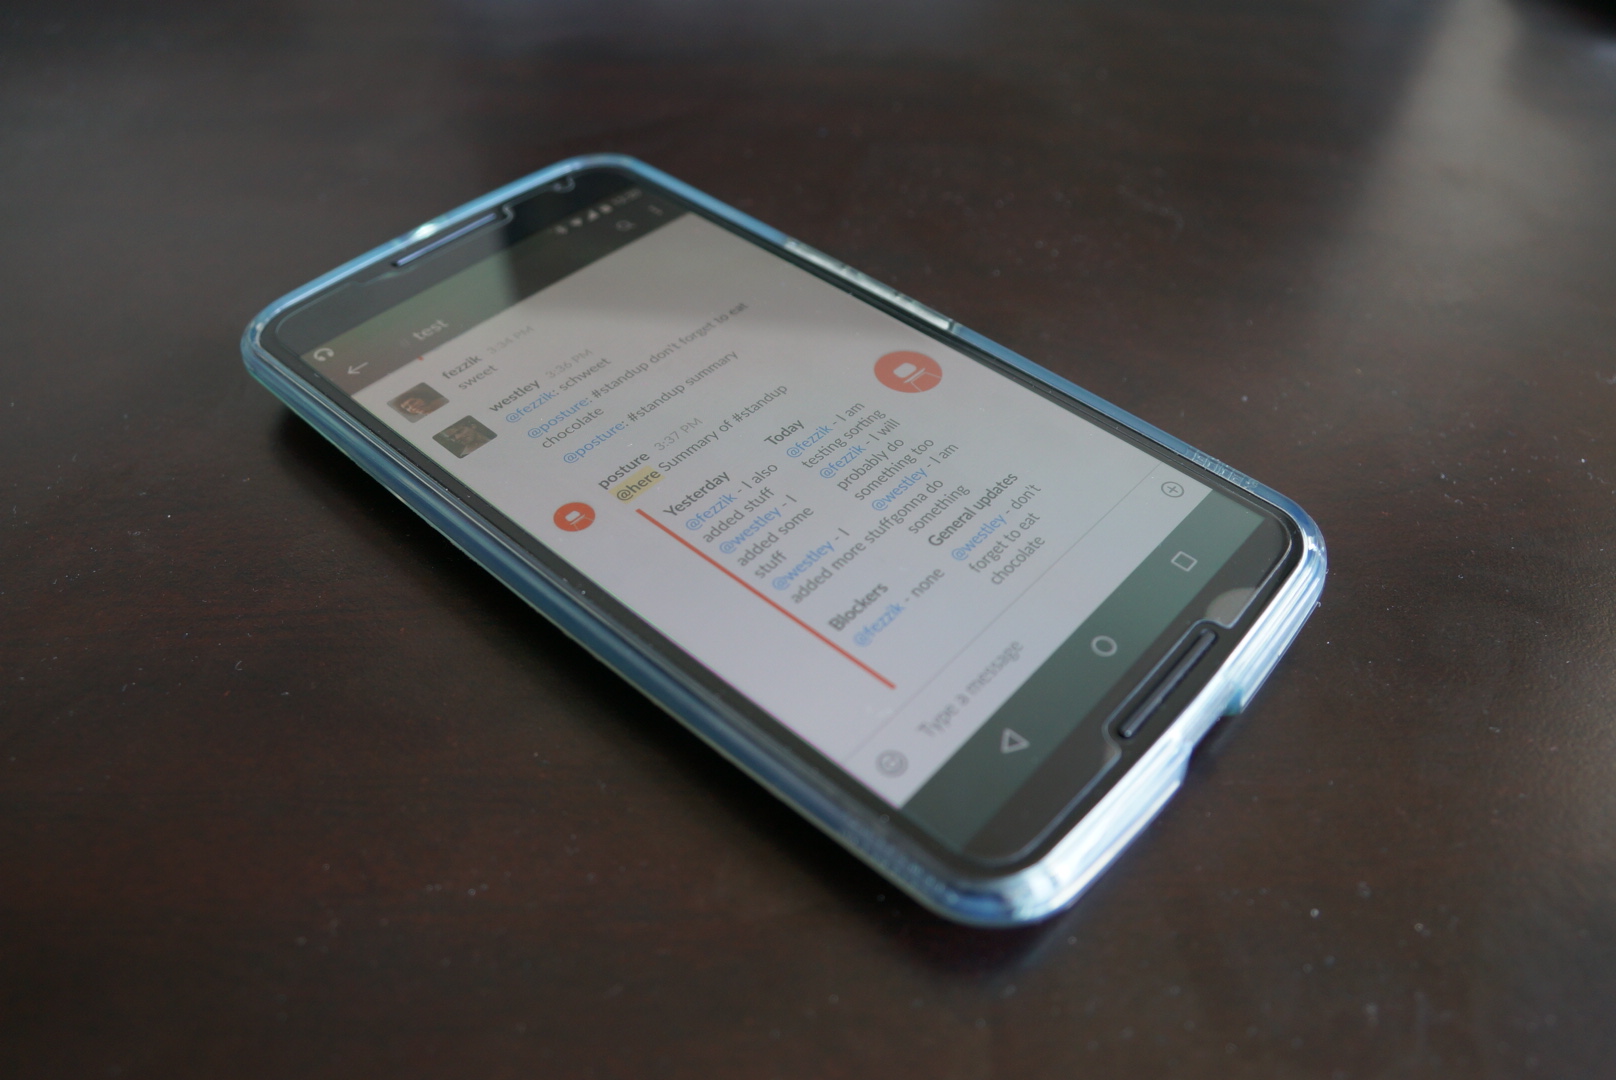 test
fezzik 3:34 PM
sweet
westley 3:36 PM
@fezzik: schweet
@posture: #standup don't forget to eat
chocolate
@posture: #standup summary
posture 3:37 PM
@here Summary of #standup
Yesterday
@fezzik - I also
added stuff
@westley - I
added some
stuff
@westley - I
added more stuff
Today
@fezzik - I am
testing sorting
@fezzik - I will
probably do
something too
@westley - I am
gonna do
something
Blockers
@fezzik - none
General updates
@westley - don't
forget to eat
chocolate
Type a message